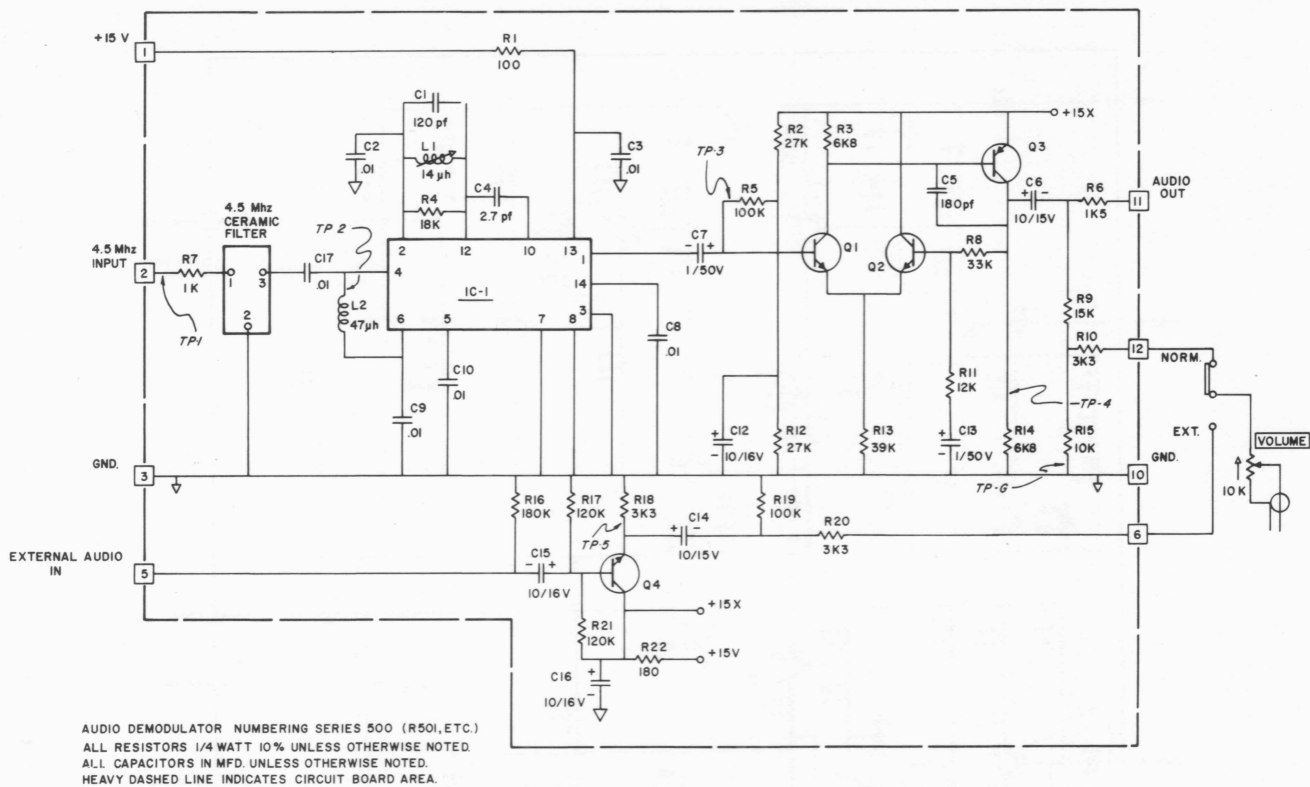 +15 V
1
R1
100
C1
120 pf
C2
.01
L1
14 µh
C3
.01
R4
18K
C4
2.7 pf
4.5 Mhz
CERAMIC
FILTER
4.5 Mhz
INPUT
2
R7
1 K
1
3
2
TP-1
C17
.01
TP 2
L2
47µh
2
12
10
13
4
1
14
3
IC-1
6
5
7
8
C7
1/50V
- +
TP-3
R5
100K
R2
27K
R3
6K8
+15X
Q3
C5
180pf
C6
+ -
10/15V
R6
1K5
11
AUDIO
OUT
Q1
Q2
R8
33K
C8
.01
C10
.01
C9
.01
R9
15K
R10
3K3
12
NORM.
R11
12K
TP-4
EXT.
VOLUME
10 K
C12
+
-
10/16V
R12
27K
R13
39K
C13
+
-
1/50V
R14
6K8
R15
10K
TP-G
GND.
3
10
GND.
R16
180K
R17
120K
R18
3K3
TP-5
C14
+ -
10/15V
R19
100K
R20
3K3
6
EXTERNAL AUDIO
IN
5
C15
- +
10/16V
Q4
+15X
R21
120K
R22
180
+15V
C16
+
-
10/16V
AUDIO DEMODULATOR NUMBERING SERIES 500 (R501, ETC.)
ALL RESISTORS 1/4 WATT 10% UNLESS OTHERWISE NOTED.
ALL CAPACITORS IN MFD. UNLESS OTHERWISE NOTED.
HEAVY DASHED LINE INDICATES CIRCUIT BOARD AREA.